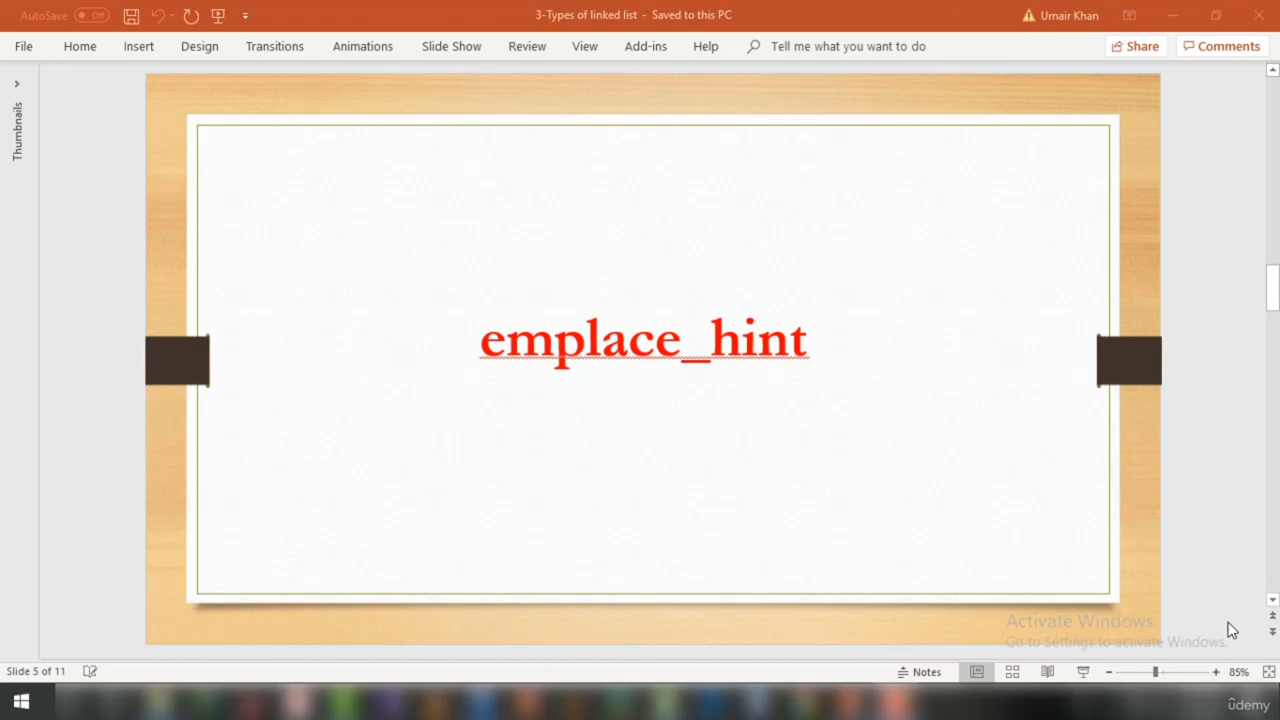 AutoSave Off
3-Types of linked list - Saved to this PC
Umair Khan
File Home Insert Design Transitions Animations Slide Show Review View Add-ins Help Tell me what you want to do
Share Comments
Thumbnails
emplace_hint
Activate Windows
Go to Settings to activate Windows.
Slide 5 of 11
Notes
85%
ûdemy